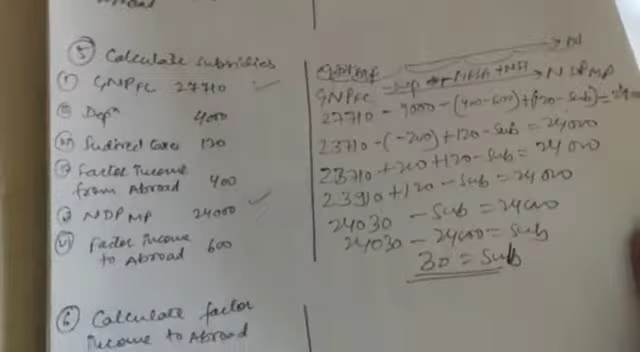 ⑤ Calculate subsidies
(i) GNPFC 27710
(ii) Depn 4000
(iii) Indirect taxes 120
(iv) Factor Income
from Abroad 400
(v) NDPMP 24000
(vi) Factor Income
to Abroad 600
⑥ Calculate factor
income to Abroad
GNPFC - Dep + NIT → NDPMP
27710 - 4000 - (400-600) + (120 - Sub) =
23710 - (-200) + 120 - Sub = 24000
23710 + 200 + 120 - Sub = 24000
23910 + 120 - Sub = 24000
24030 - Sub = 24000
24030 - 24000 = Sub
30 = Sub